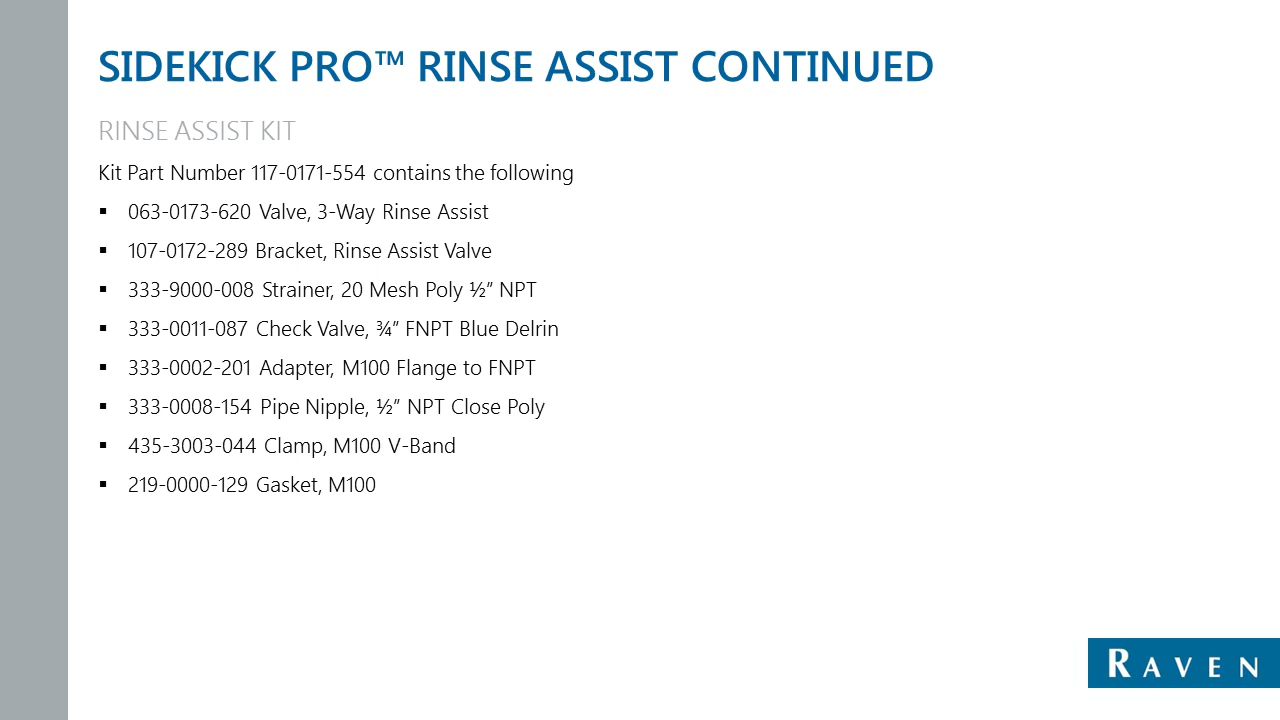 SIDEKICK PRO™ RINSE ASSIST CONTINUED
RINSE ASSIST KIT
Kit Part Number 117-0171-554 contains the following
▪ 063-0173-620 Valve, 3-Way Rinse Assist
▪ 107-0172-289 Bracket, Rinse Assist Valve
▪ 333-9000-008 Strainer, 20 Mesh Poly ½” NPT
▪ 333-0011-087 Check Valve, ¾” FNPT Blue Delrin
▪ 333-0002-201 Adapter, M100 Flange to FNPT
▪ 333-0008-154 Pipe Nipple, ½” NPT Close Poly
▪ 435-3003-044 Clamp, M100 V-Band
▪ 219-0000-129 Gasket, M100
RAVEN